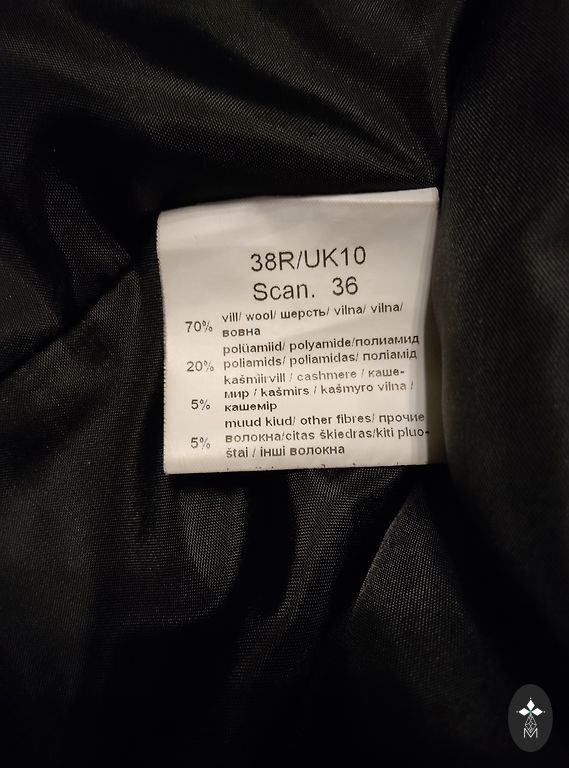 38R/UK10
Scan. 36
70% vill/ wool/ шерсть/ vilna/ vilna/
вовна
polüamiid/ polyamide/полиамид
20% poliamids/ poliamidas/ поліамід
kašmiirvill / cashmere / каше-
мир / kašmirs / kašmyro vilna /
5% кашемір
muud kiud/ other fibres/ прочие
5% волокна/citas šķiedras/kiti pluo-
štai / інші волокна
M